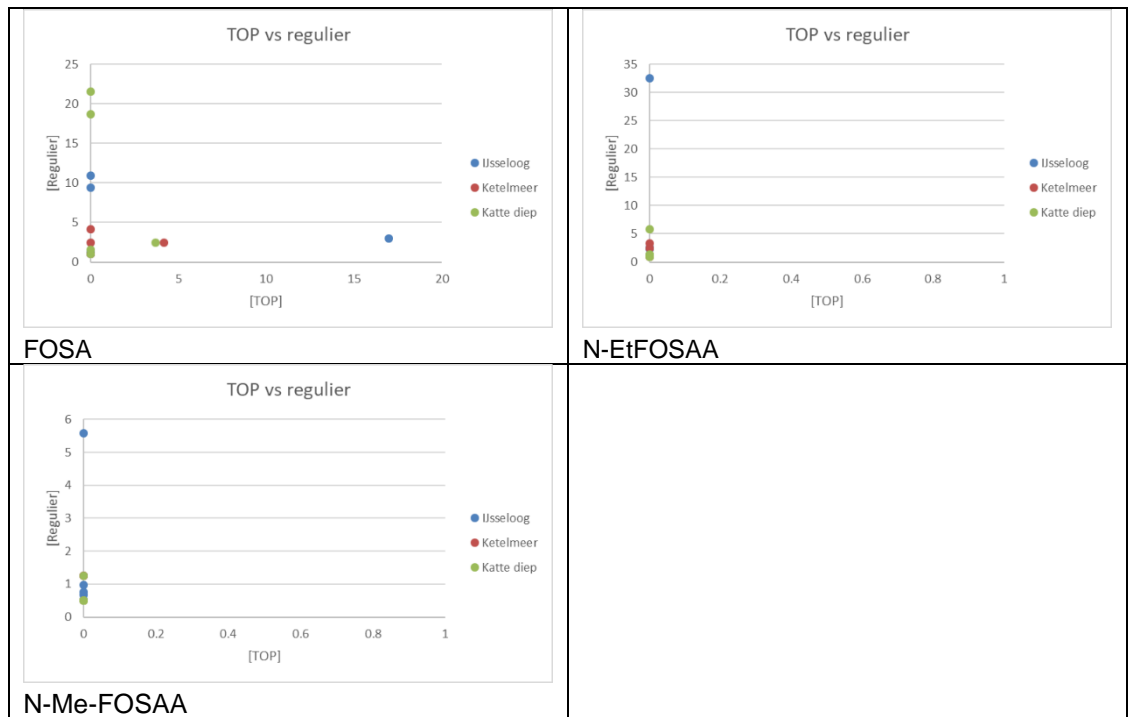 TOP vs regulier
25
20
15
10
5
0
[Regulier]
0 5 10 15 20
[TOP]
IJsseloog
Ketelmeer
Katte diep
FOSA
TOP vs regulier
35
30
25
20
15
10
5
0
[Regulier]
0 0.2 0.4 0.6 0.8 1
[TOP]
IJsseloog
Ketelmeer
Katte diep
N-EtFOSAA
TOP vs regulier
6
5
4
3
2
1
0
[Regulier]
0 0.2 0.4 0.6 0.8 1
[TOP]
IJsseloog
Ketelmeer
Katte diep
N-Me-FOSAA